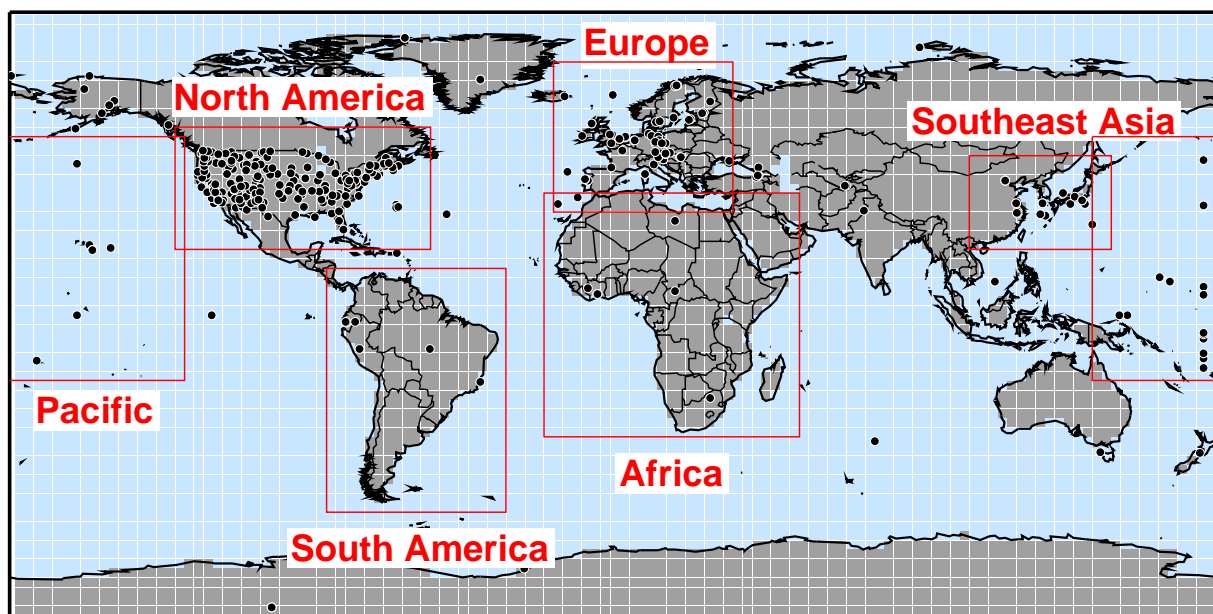 Europe
North America
Southeast Asia
Pacific
Africa
South America